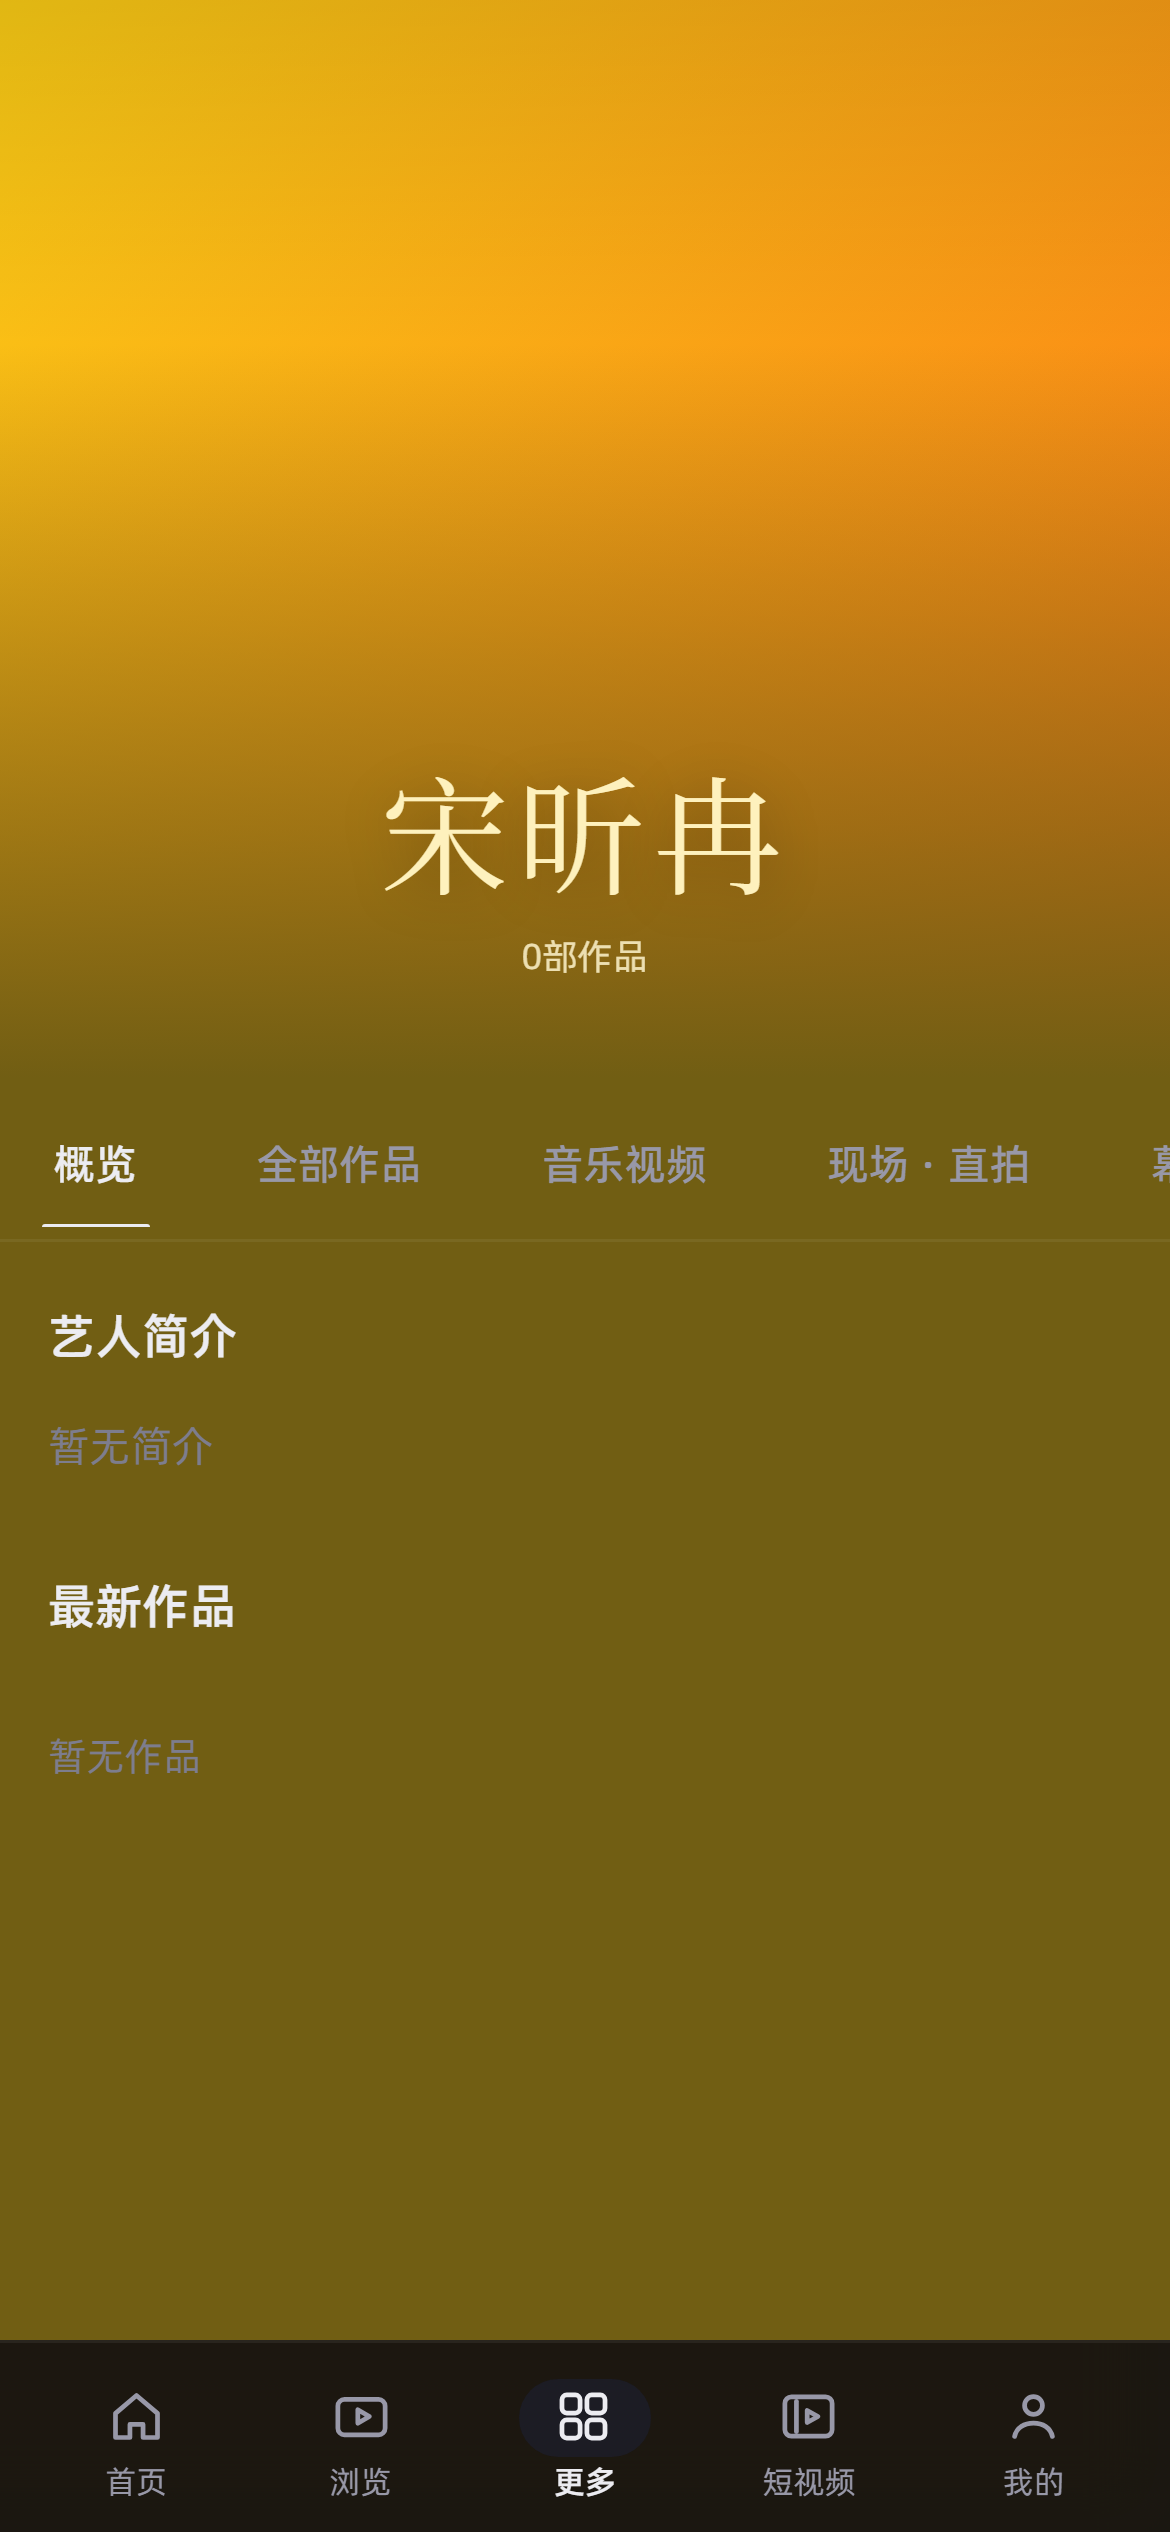 宋昕冉
0部作品
概览 全部作品 音乐视频 现场 · 直拍
艺人简介
暂无简介
最新作品
暂无作品
首页 浏览 更多 短视频 我的